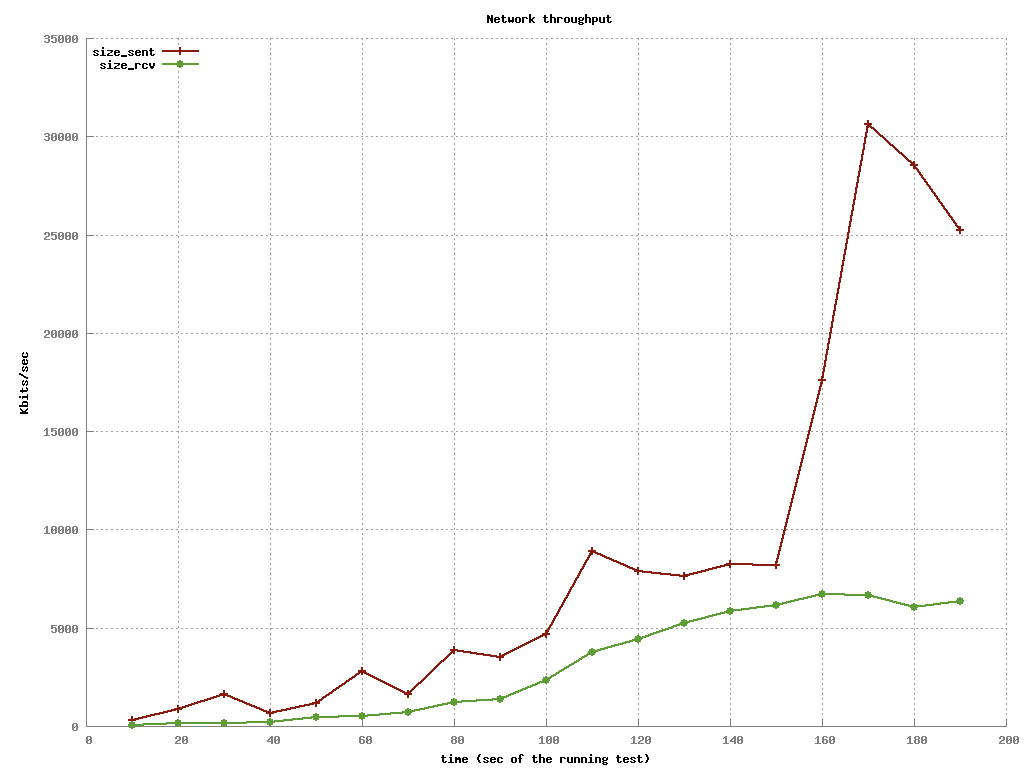 Network throughput
size_sent
size_rcv
35000
30000
25000
20000
15000
10000
5000
0
Kbits/sec
0 20 40 60 80 100 120 140 160 180 200
time (sec of the running test)